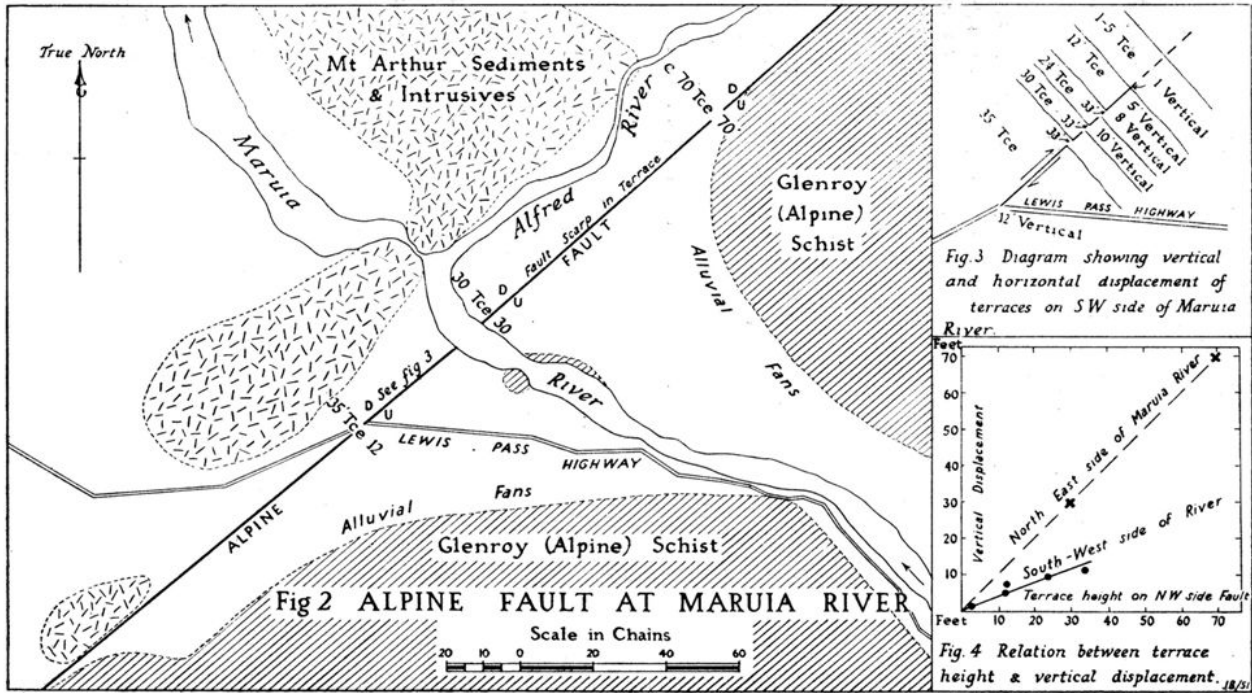 True North
Mt Arthur Sediments
& Intrusives
Maruia
River
Alfred
C 70 Tce 70'
D
U
Fault Scarp in Terrace
FAULT
Glenroy
(Alpine)
Schist
Alluvial
Fans
30 Tce 30
D
U
River
See fig 3
D
U
35 Tce 12
LEWIS PASS
HIGHWAY
ALPINE
Alluvial Fans
Glenroy (Alpine) Schist
Fig 2 ALPINE FAULT AT MARUIA RIVER
Scale in Chains
20 10 0 20 40 60
1-5 Tce
12' Tce
24 Tce
30 Tce
35 Tce
33'
33'
1 Vertical
5 Vertical
8 Vertical
10 Vertical
LEWIS PASS HIGHWAY
12" Vertical
Fig. 3 Diagram showing vertical
and horizontal displacement of
terraces on SW side of Maruia
River.
Feet
70
60
50
40
30
20
10
Vertical Displacement
North East side of Maruia River
South-West side of River
Terrace height on NW side Fault
Feet 10 20 30 40 50 60 70
Fig. 4 Relation between terrace
height & vertical displacement.